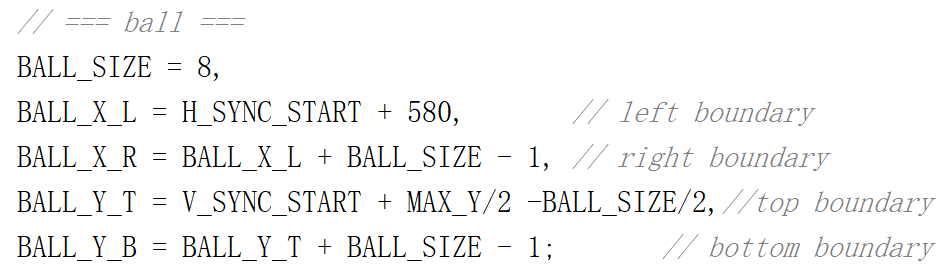 // === ball ===
BALL_SIZE = 8,
BALL_X_L = H_SYNC_START + 580, // left boundary
BALL_X_R = BALL_X_L + BALL_SIZE - 1, // right boundary
BALL_Y_T = V_SYNC_START + MAX_Y/2 -BALL_SIZE/2,//top boundary
BALL_Y_B = BALL_Y_T + BALL_SIZE - 1; // bottom boundary